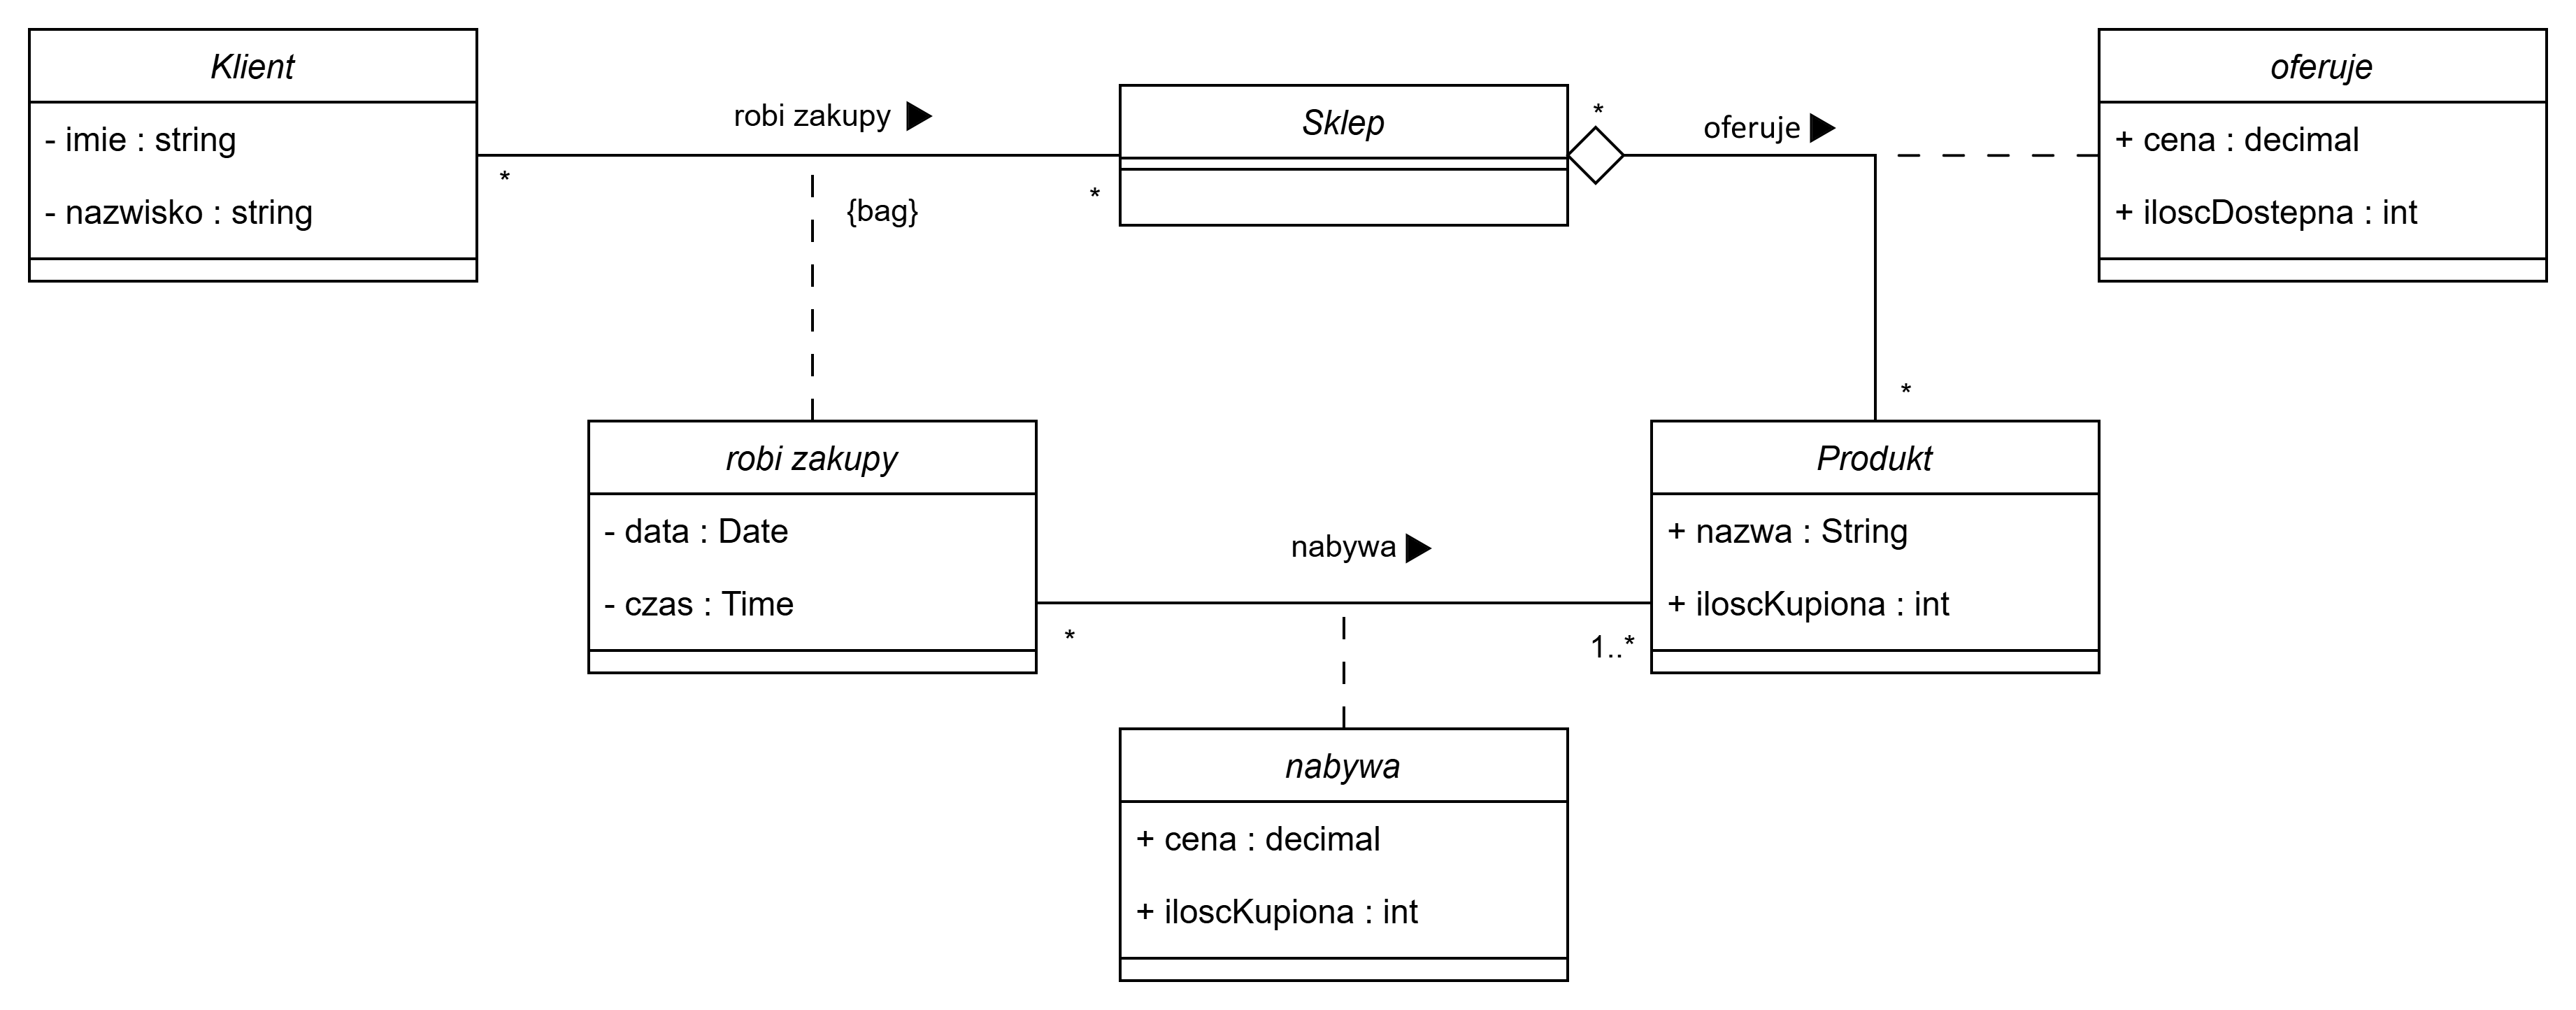 Klient
- imie : string
- nazwisko : string
robi zakupy ▶
*
*
{bag}
Sklep
*
oferuje ▶
*
oferuje
+ cena : decimal
+ iloscDostepna : int
robi zakupy
- data : Date
- czas : Time
nabywa ▶
*
1..*
Produkt
+ nazwa : String
+ iloscKupiona : int
nabywa
+ cena : decimal
+ iloscKupiona : int